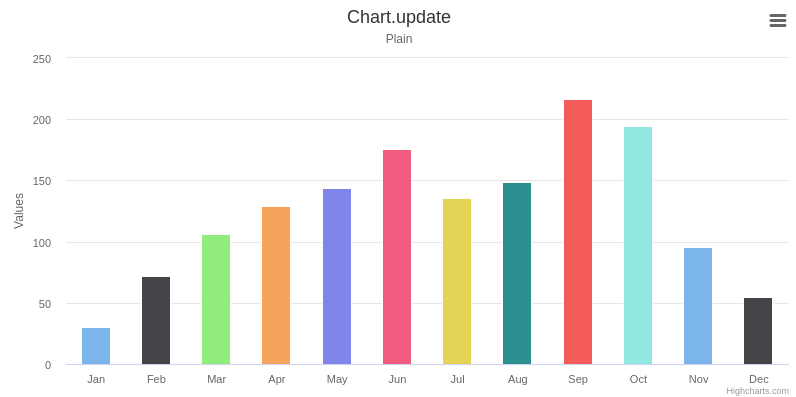 Chart.update
Plain
Values
250
200
150
100
50
0
Jan Feb Mar Apr May Jun Jul Aug Sep Oct Nov Dec
Highcharts.com